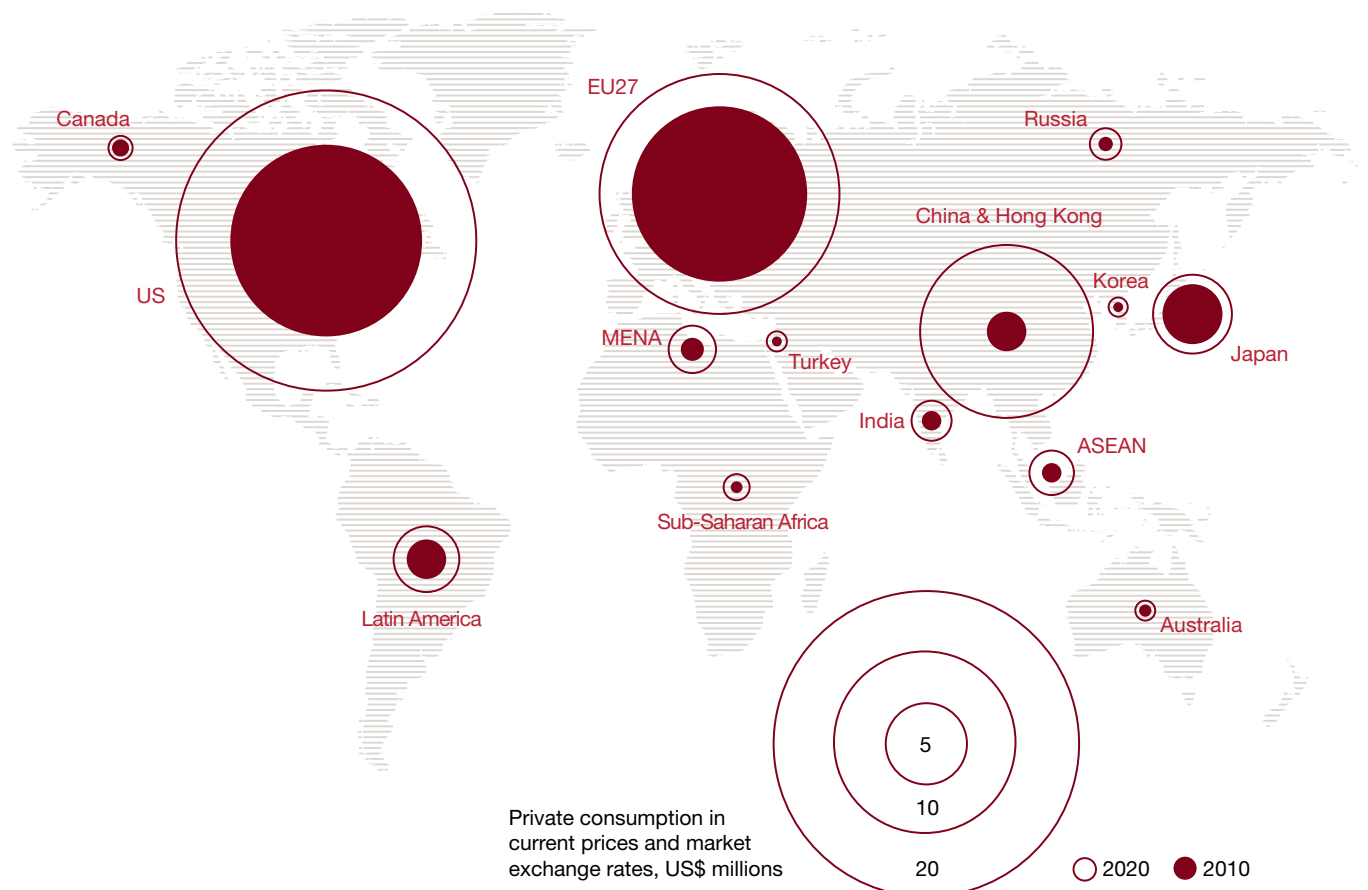 EU27
Canada
Russia
China & Hong Kong
Korea
US
MENA
Turkey
Japan
India
ASEAN
Sub-Saharan Africa
Latin America
Australia
5
10
20
Private consumption in
current prices and market
exchange rates, US$ millions
2020
2010